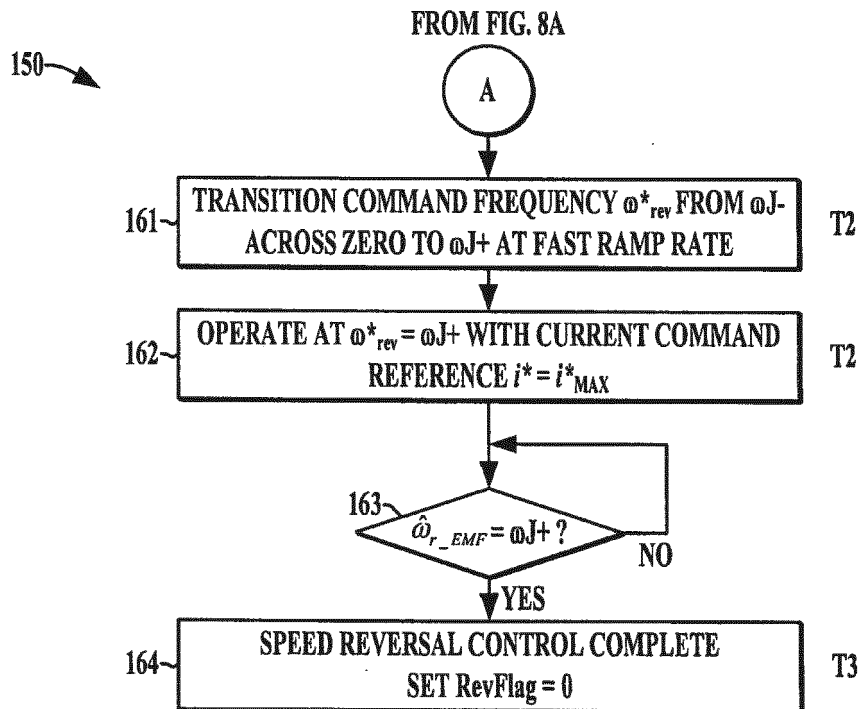 FROM FIG. 8A
150
A
161
TRANSITION COMMAND FREQUENCY ω*rev FROM ωJ-
ACROSS ZERO TO ωJ+ AT FAST RAMP RATE
T2
162
OPERATE AT ω*rev = ωJ+ WITH CURRENT COMMAND
REFERENCE i* = i*MAX
T2
163
ω̂r_EMF = ωJ+ ?
NO
YES
164
SPEED REVERSAL CONTROL COMPLETE
SET RevFlag = 0
T3